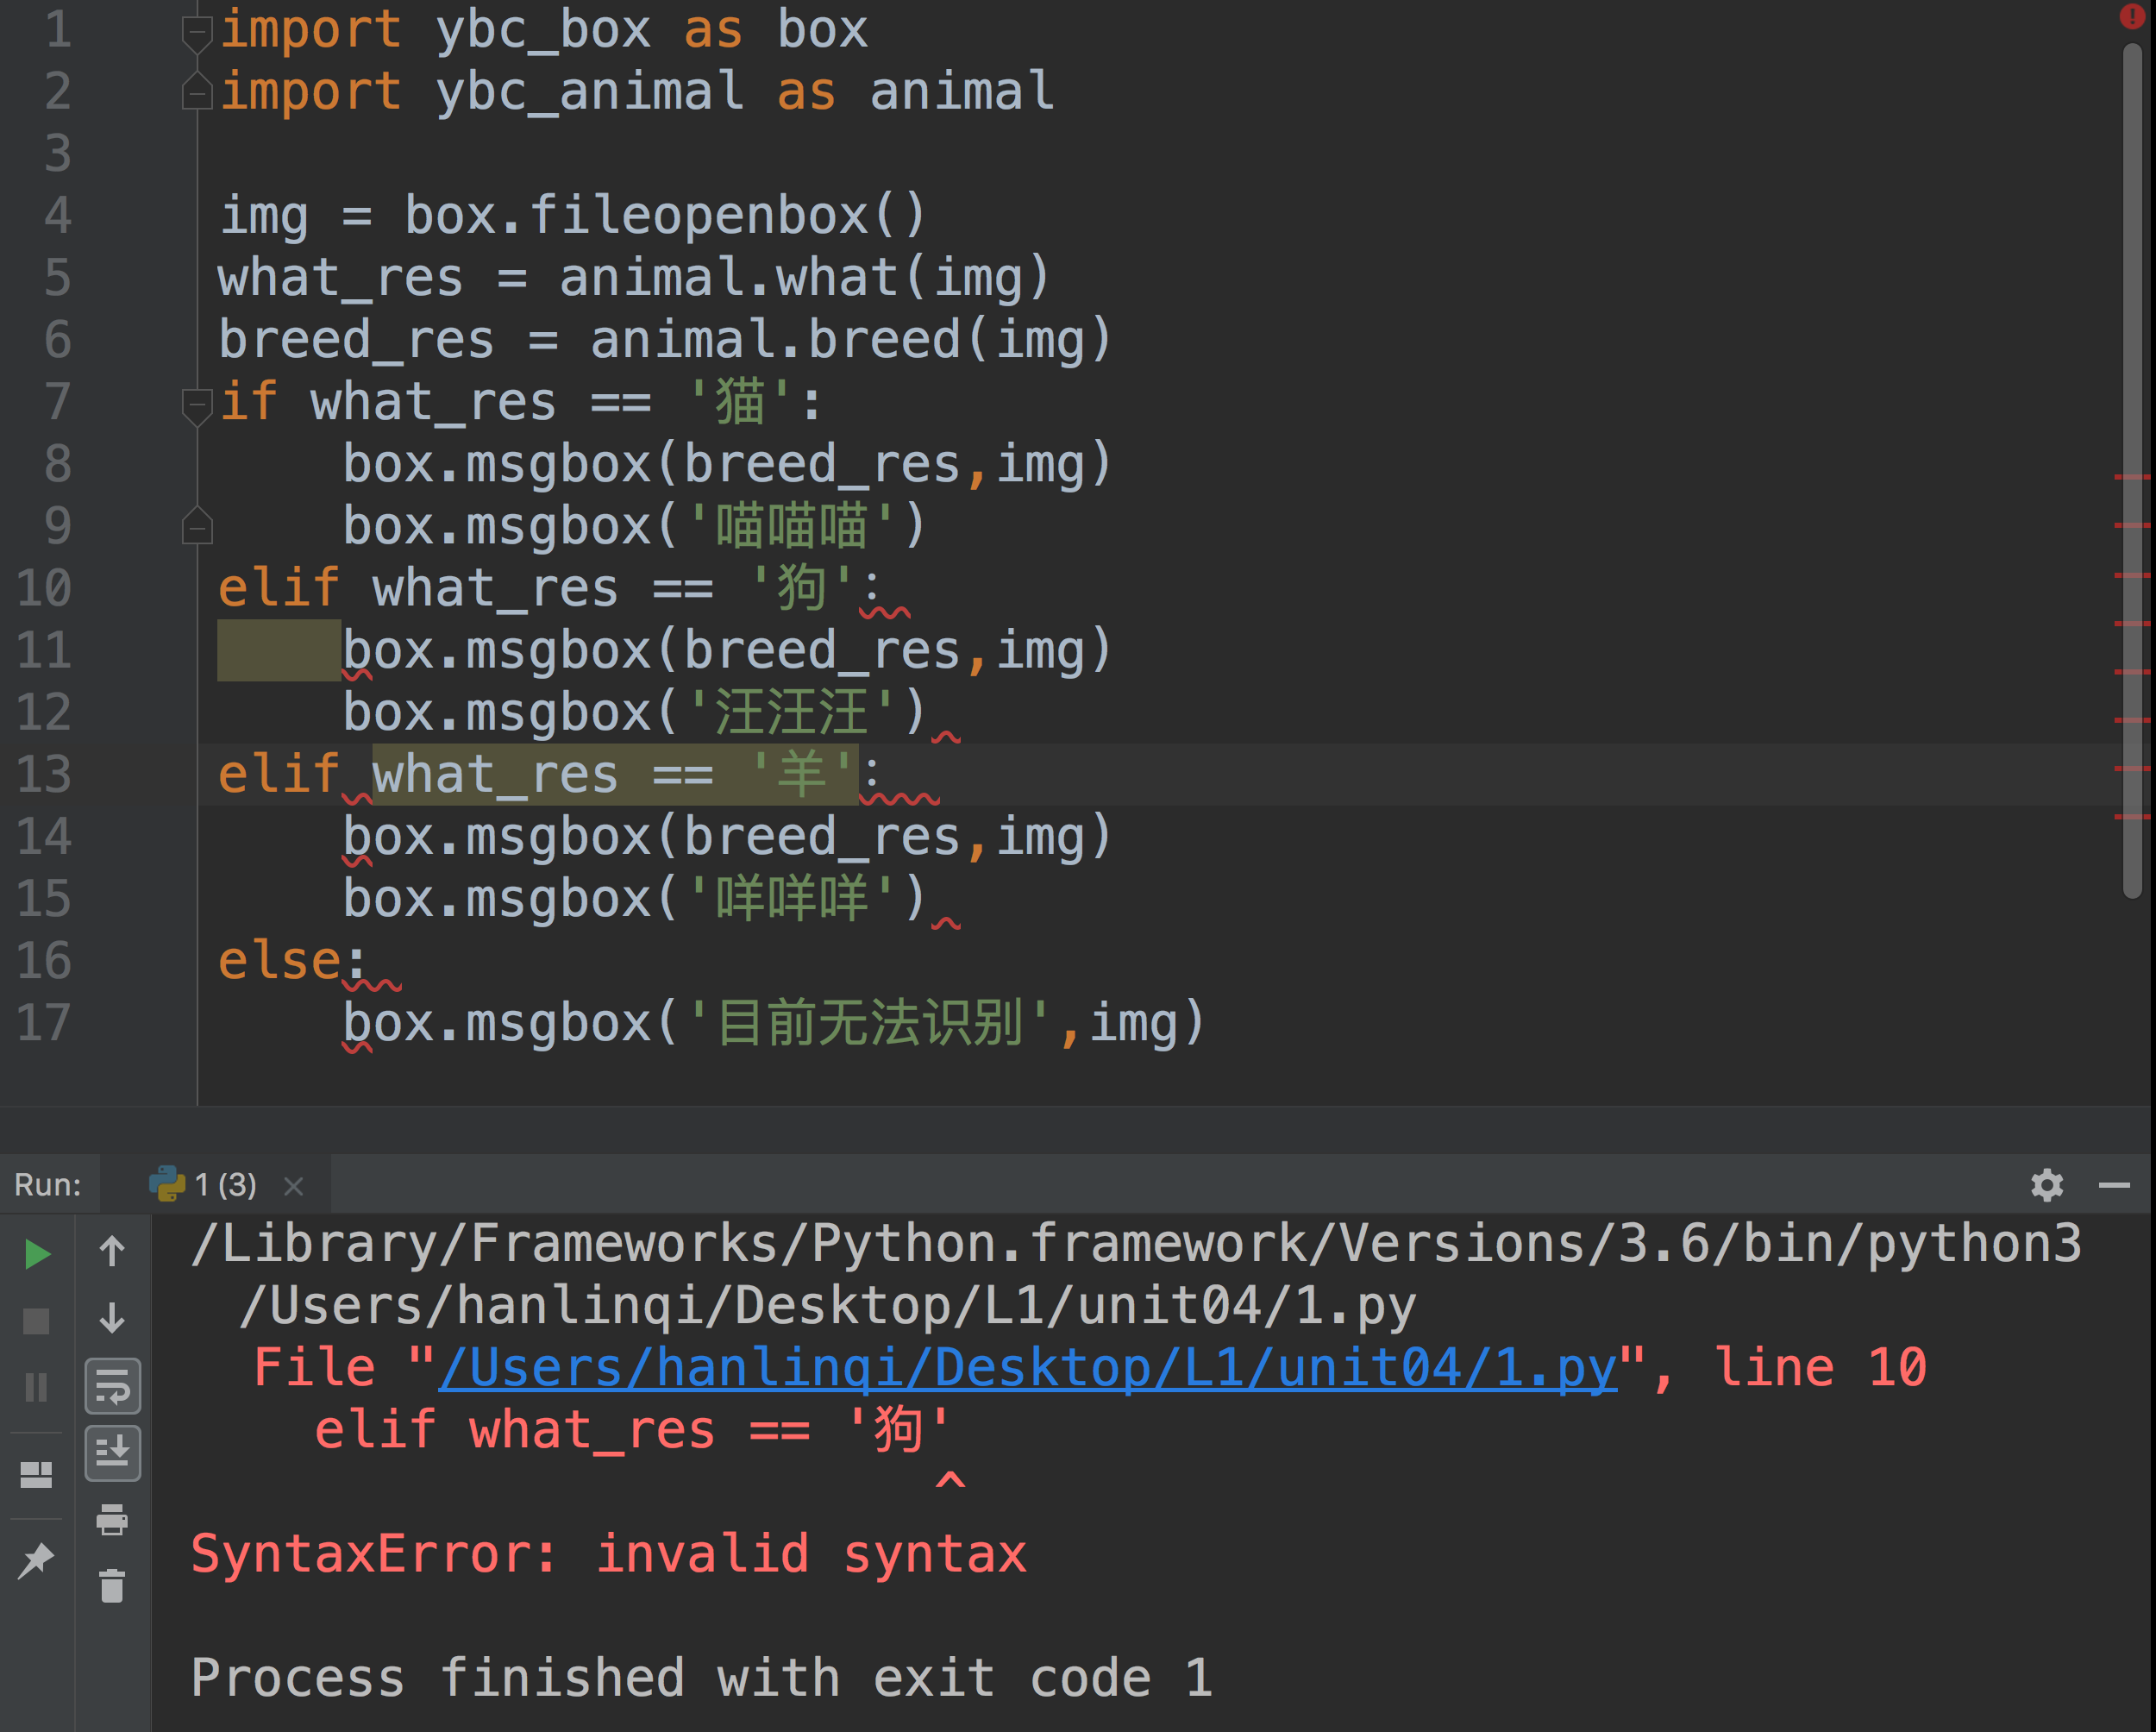 1 import ybc_box as box
2 import ybc_animal as animal
3
4 img = box.fileopenbox()
5 what_res = animal.what(img)
6 breed_res = animal.breed(img)
7 if what_res == '猫':
8     box.msgbox(breed_res,img)
9     box.msgbox('喵喵喵')
10 elif what_res == '狗'：
11     box.msgbox(breed_res,img)
12     box.msgbox('汪汪汪')
13 elif what_res == '羊'：
14     box.msgbox(breed_res,img)
15     box.msgbox('咩咩咩')
16 else:
17     box.msgbox('目前无法识别',img)
Run: 1 (3) ×
/Library/Frameworks/Python.framework/Versions/3.6/bin/python3
/Users/hanlinqi/Desktop/L1/unit04/1.py
File "/Users/hanlinqi/Desktop/L1/unit04/1.py", line 10
elif what_res == '狗'
^
SyntaxError: invalid syntax
Process finished with exit code 1